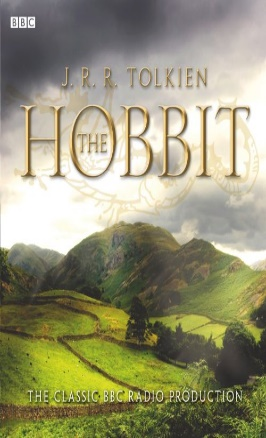 BBC
J. R. R. TOLKIEN
THE HOBBIT
THE CLASSIC BBC RADIO PRODUCTION